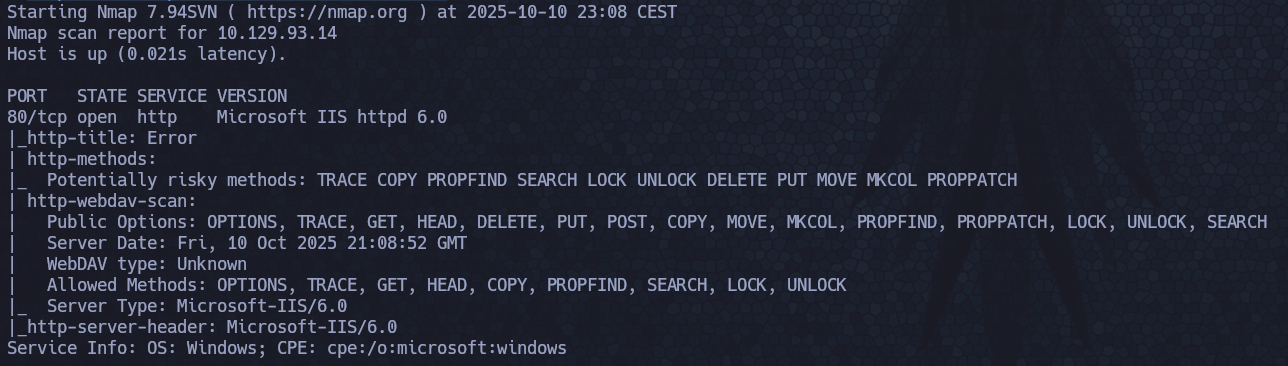 Starting Nmap 7.94SVN ( https://nmap.org ) at 2025-10-10 23:08 CEST
Nmap scan report for 10.129.93.14
Host is up (0.021s latency).
PORT   STATE SERVICE VERSION
80/tcp open  http    Microsoft IIS httpd 6.0
|_http-title: Error
| http-methods:
|_  Potentially risky methods: TRACE COPY PROPFIND SEARCH LOCK UNLOCK DELETE PUT MOVE MKCOL PROPPATCH
| http-webdav-scan:
|   Public Options: OPTIONS, TRACE, GET, HEAD, DELETE, PUT, POST, COPY, MOVE, MKCOL, PROPFIND, PROPPATCH, LOCK, UNLOCK, SEARCH
|   Server Date: Fri, 10 Oct 2025 21:08:52 GMT
|   WebDAV type: Unknown
|   Allowed Methods: OPTIONS, TRACE, GET, HEAD, COPY, PROPFIND, SEARCH, LOCK, UNLOCK
|_  Server Type: Microsoft-IIS/6.0
|_http-server-header: Microsoft-IIS/6.0
Service Info: OS: Windows; CPE: cpe:/o:microsoft:windows